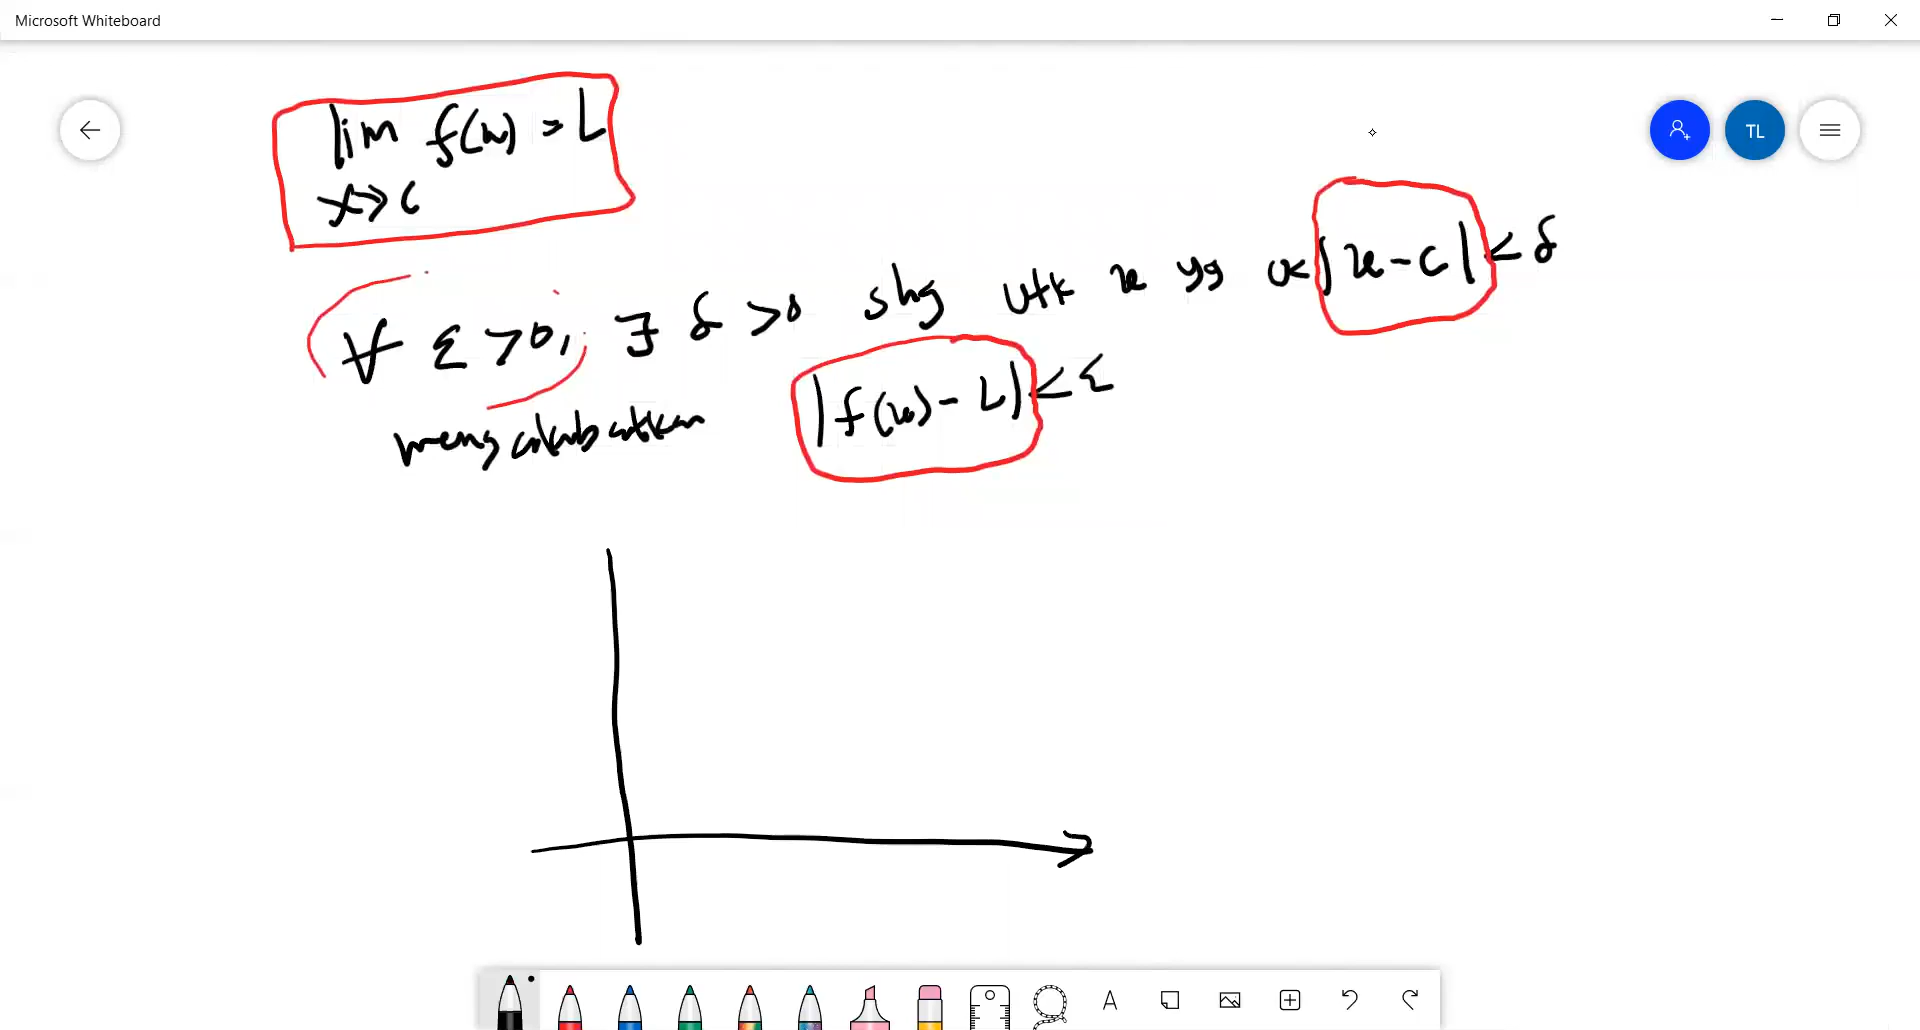 Microsoft Whiteboard
TL
lim f(x) = L
x→c
∀ ε >0, ∃ δ >0 shg utk x yg 0<|x-c|<δ
mengakibatkan |f(x)-L|<ε